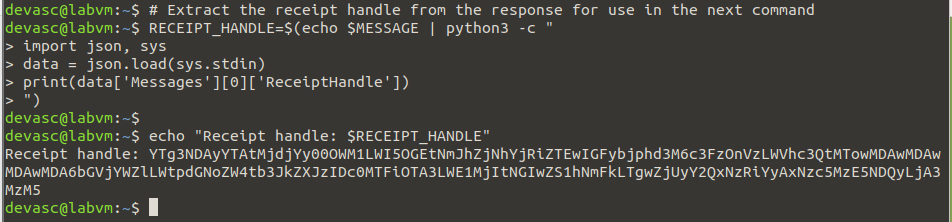 devasc@labvm:~$ # Extract the receipt handle from the response for use in the next command
devasc@labvm:~$ RECEIPT_HANDLE=$(echo $MESSAGE | python3 -c "
> import json, sys
> data = json.load(sys.stdin)
> print(data['Messages'][0]['ReceiptHandle'])
> ")
devasc@labvm:~$
devasc@labvm:~$ echo "Receipt handle: $RECEIPT_HANDLE"
Receipt handle: YTg3NDAyYTAtMjdjYy00OWM1LWI5OGEtNmJhZjNhYjRiZTEwIGFybjphd3M6c3FzOnVzLWVhc3QtMTowMDAwMDAw
MDAwMDA6bGVjYWZlLWtpdGNoZW4tb3JkZXJzIDc0MTFiOTA3LWE1MjItNGIwZS1hNmFkLTgwZjUyY2QxNzRiYyAxNzc5MzE5NDQyLjA3
MzM5
devasc@labvm:~$